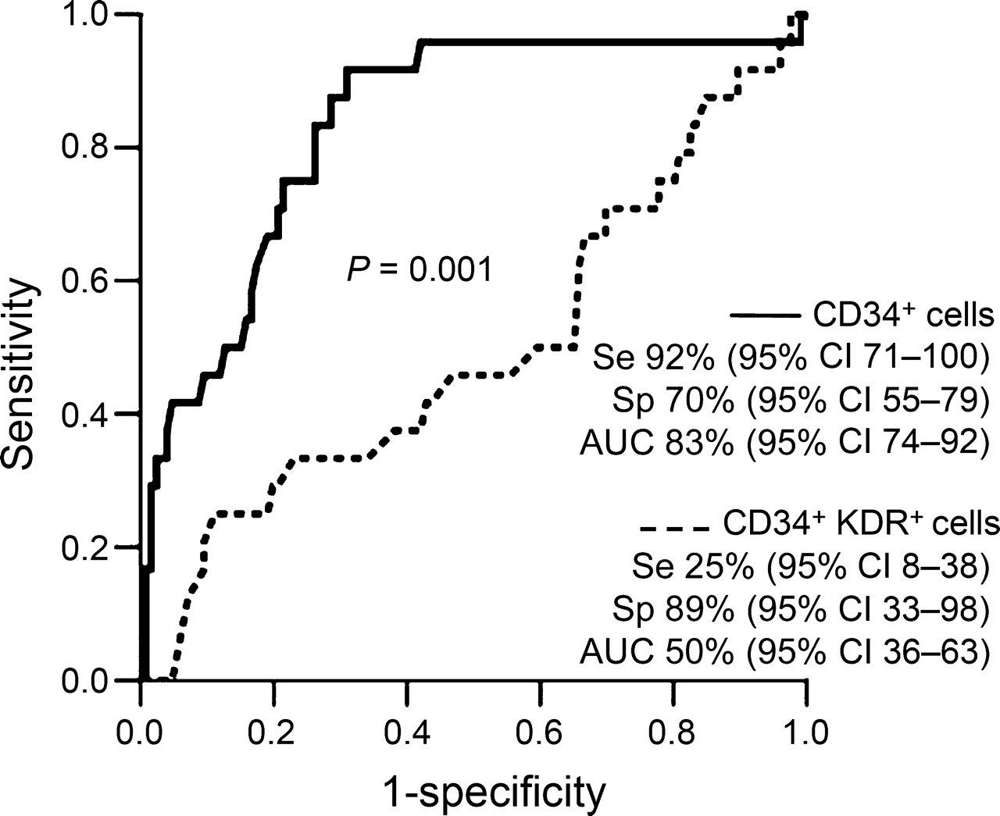 1.0
0.8
0.6
0.4
0.2
0.0
Sensitivity
P = 0.001
CD34⁺ cells
Se 92% (95% CI 71–100)
Sp 70% (95% CI 55–79)
AUC 83% (95% CI 74–92)
CD34⁺ KDR⁺ cells
Se 25% (95% CI 8–38)
Sp 89% (95% CI 33–98)
AUC 50% (95% CI 36–63)
0.0 0.2 0.4 0.6 0.8 1.0
1-specificity